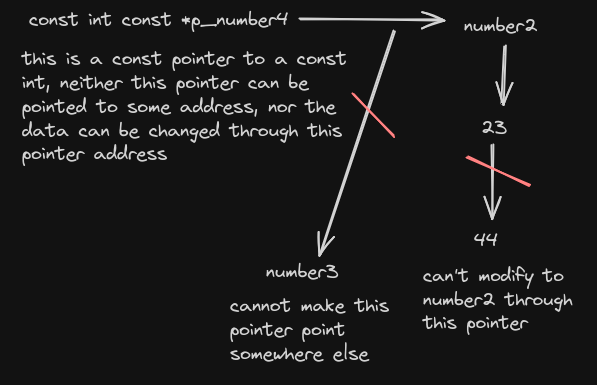 const int const *p_number4
number2
this is a const pointer to a const
int, neither this pointer can be
pointed to some address, nor the
data can be changed through this
pointer address
23
44
number3
cannot make this
pointer point
somewhere else
can't modify to
number2 through
this pointer